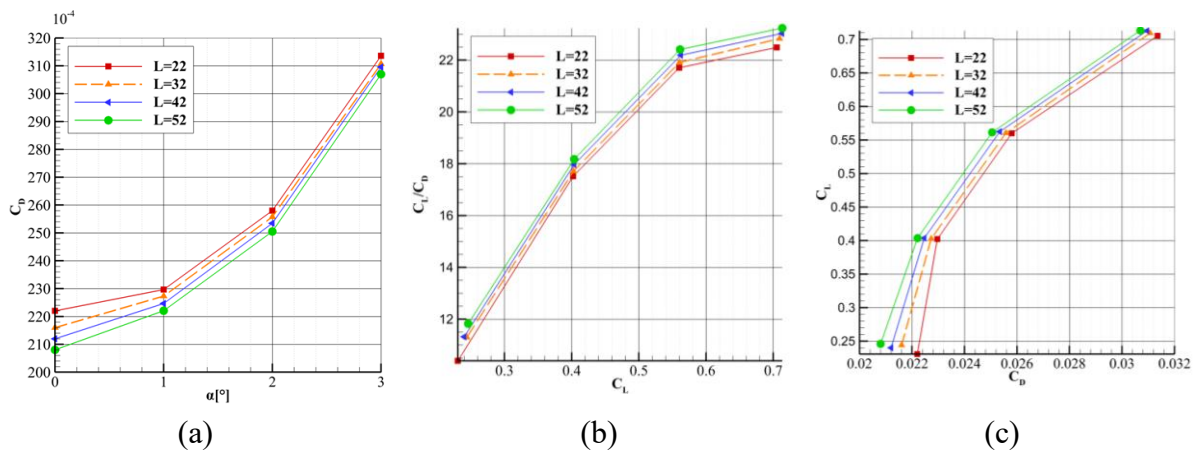 10⁻⁴
320
310
300
290
280
270
260
250
240
230
220
210
200
C_D
L=22
L=32
L=42
L=52
0
1
2
3
α[°]
(a)
22
20
18
16
14
12
C_L/C_D
L=22
L=32
L=42
L=52
0.3
0.4
0.5
0.6
0.7
C_L
(b)
0.7
0.65
0.6
0.55
0.5
0.45
0.4
0.35
0.3
0.25
C_L
L=22
L=32
L=42
L=52
0.02
0.022
0.024
0.026
0.028
0.03
0.032
C_D
(c)